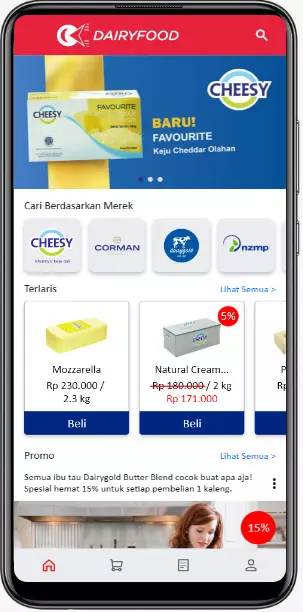 DAIRYFOOD
CHEESY
FAVOURITE
BARU!
FAVOURITE
Keju Cheddar Olahan
Cari Berdasarkan Merek
CHEESY
CORMAN
dairygold
nzmp
Terlaris
Lihat Semua >
5%
Mozzarella
Natural Cream...
Rp 230.000 /
2.3 kg
Rp 180.000 / 2 kg
Rp 171.000
Beli
Beli
Promo
Lihat Semua >
Semua ibu tau Dairygold Butter Blend cocok buat apa aja!
Spesial hemat 15% untuk setiap pembelian 1 kaleng.
15%